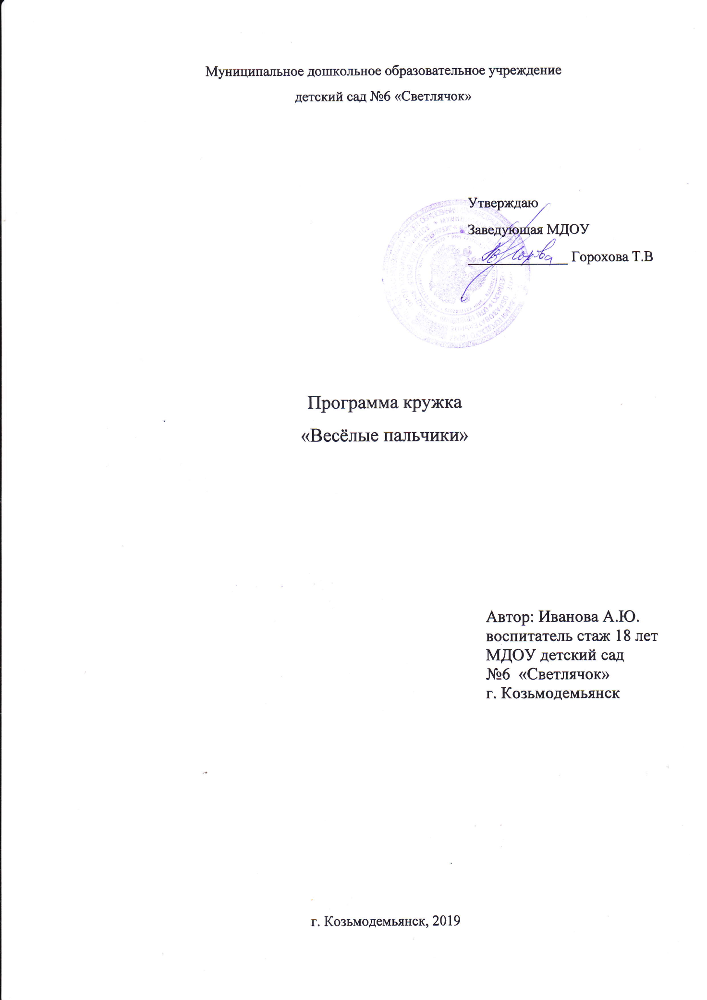 Муниципальное дошкольное образовательное учреждение
детский сад №6 «Светлячок»
Утверждаю
Заведующая МДОУ
Горохова Т.В
Программа кружка
«Весёлые пальчики»
Автор: Иванова А.Ю.
воспитатель стаж 18 лет
МДОУ детский сад
№6 «Светлячок»
г. Козьмодемьянск
г. Козьмодемьянск, 2019